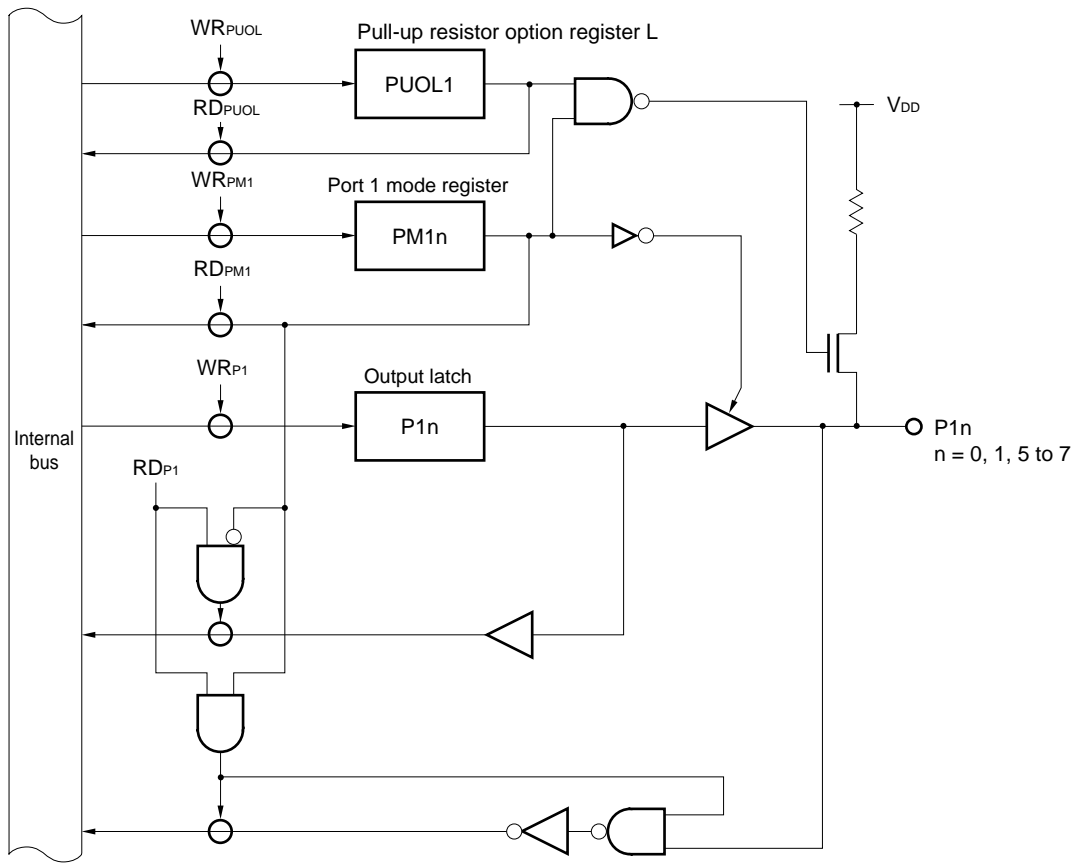 WRPUOL
Pull-up resistor option register L
PUOL1
RDPUOL
VDD
WRPM1
Port 1 mode register
PM1n
RDPM1
WRP1
Output latch
P1n
Internal
bus
P1n
n = 0, 1, 5 to 7
RDP1